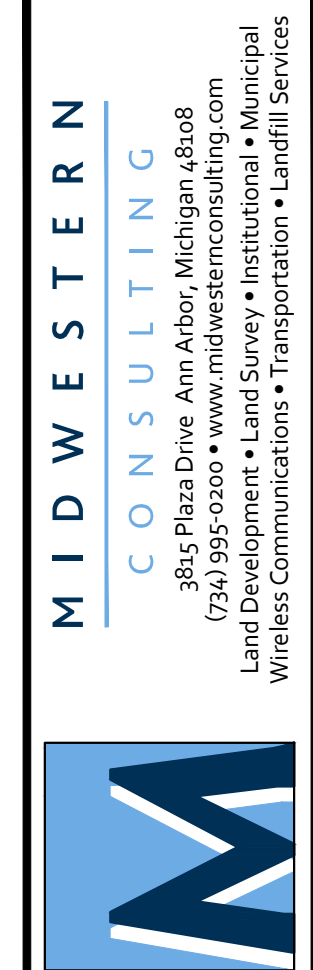 MIDWESTERN
CONSULTING
3815 Plaza Drive Ann Arbor, Michigan 48108
(734) 995-0200 • www.midwesternconsulting.com
Land Development • Land Survey • Institutional • Municipal
Wireless Communications • Transportation • Landfill Services
M